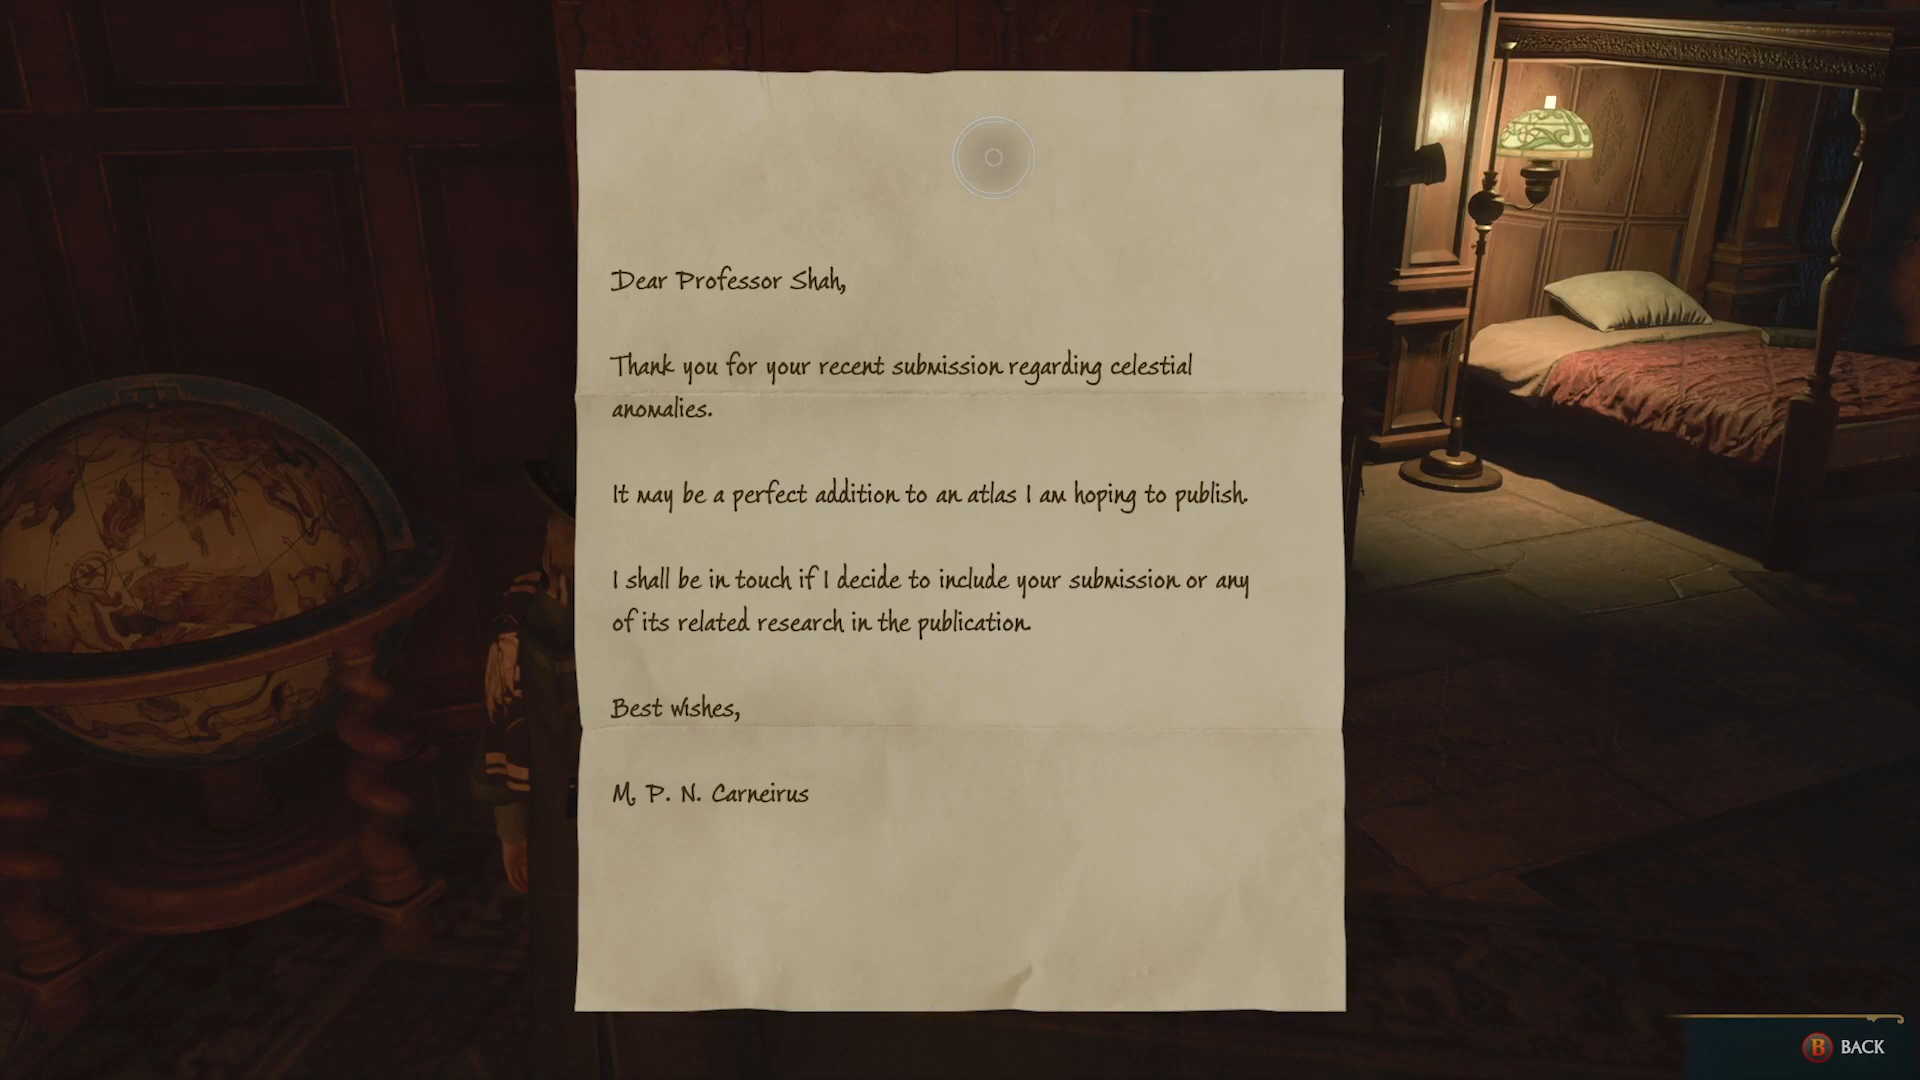 Dear Professor Shah,
Thank you for your recent submission regarding celestial
anomalies.
It may be a perfect addition to an atlas I am hoping to publish.
I shall be in touch if I decide to include your submission or any
of its related research in the publication.
Best wishes,
M. P. N. Carneirus
B BACK